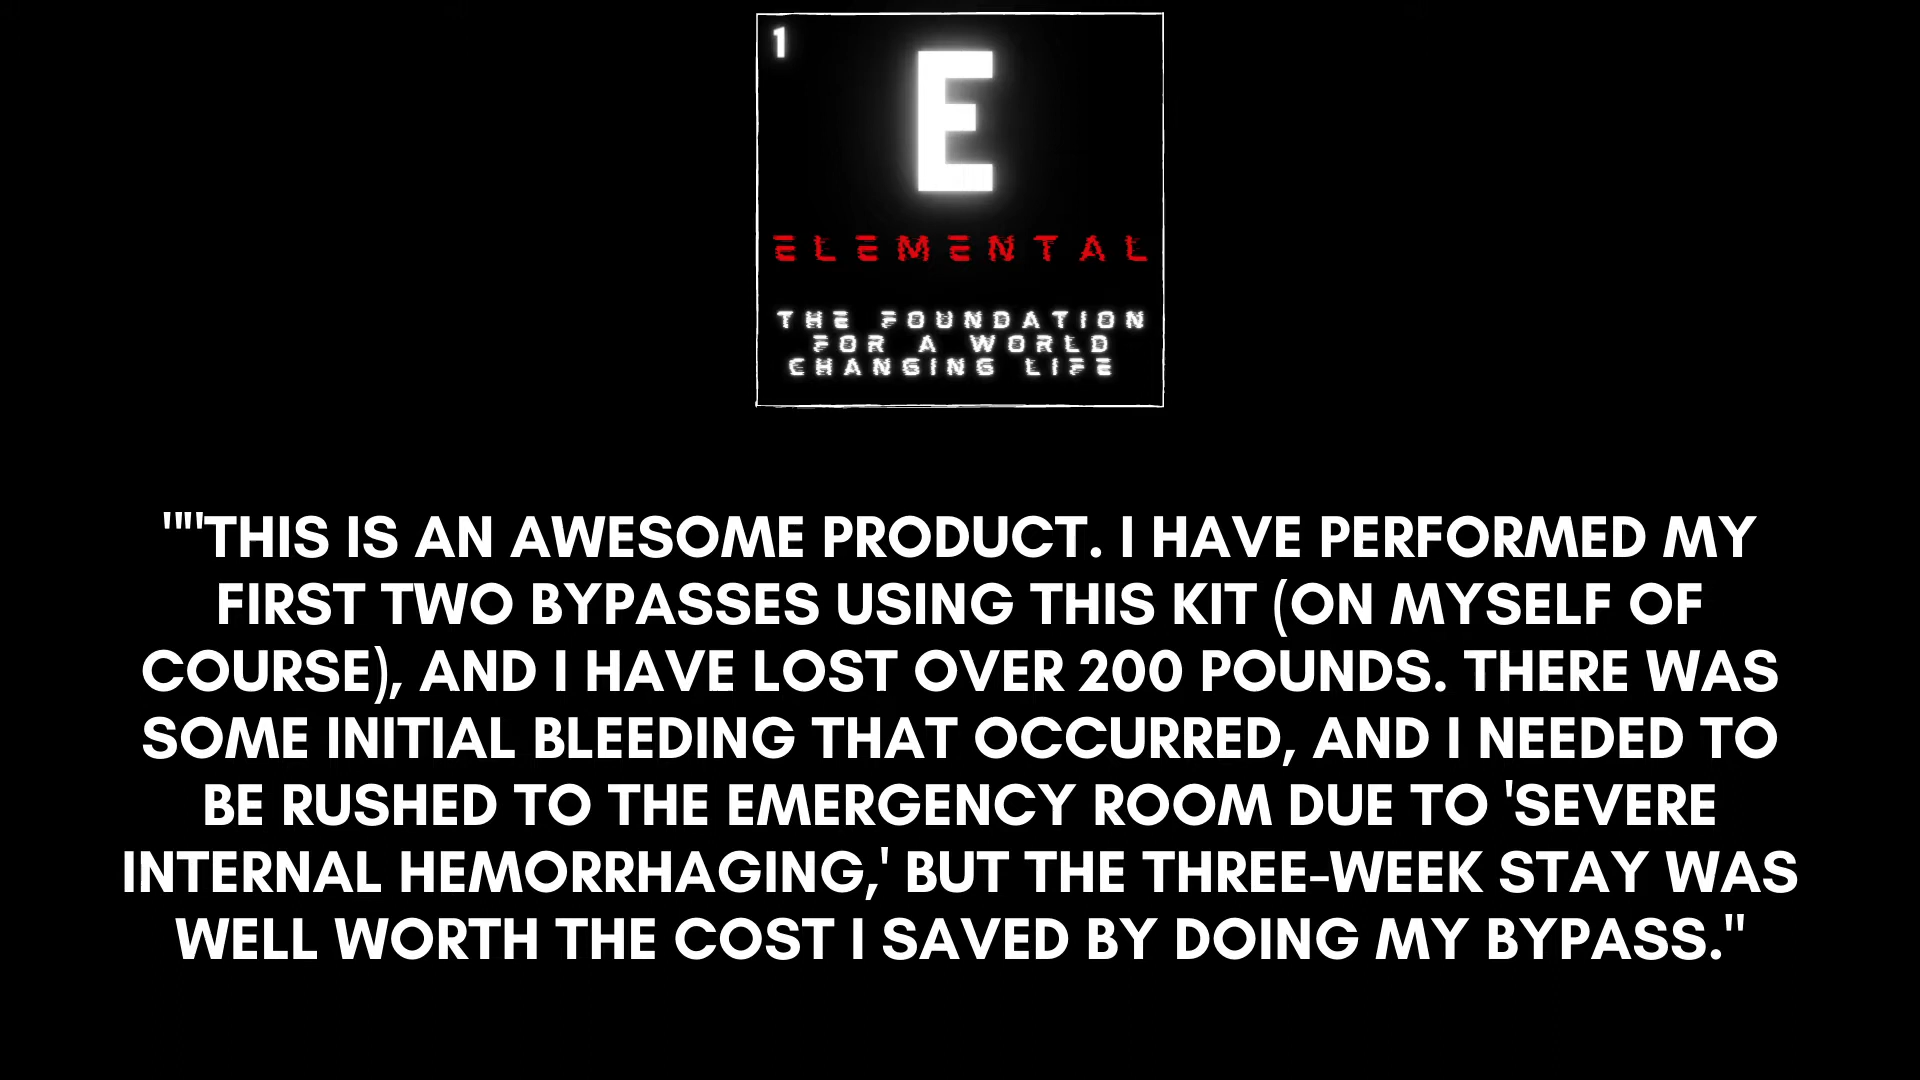 1
E
ELEMENTAL
THE FOUNDATION
FOR A WORLD
CHANGING LIFE
""THIS IS AN AWESOME PRODUCT. I HAVE PERFORMED MY
FIRST TWO BYPASSES USING THIS KIT (ON MYSELF OF
COURSE), AND I HAVE LOST OVER 200 POUNDS. THERE WAS
SOME INITIAL BLEEDING THAT OCCURRED, AND I NEEDED TO
BE RUSHED TO THE EMERGENCY ROOM DUE TO 'SEVERE
INTERNAL HEMORRHAGING,' BUT THE THREE-WEEK STAY WAS
WELL WORTH THE COST I SAVED BY DOING MY BYPASS."